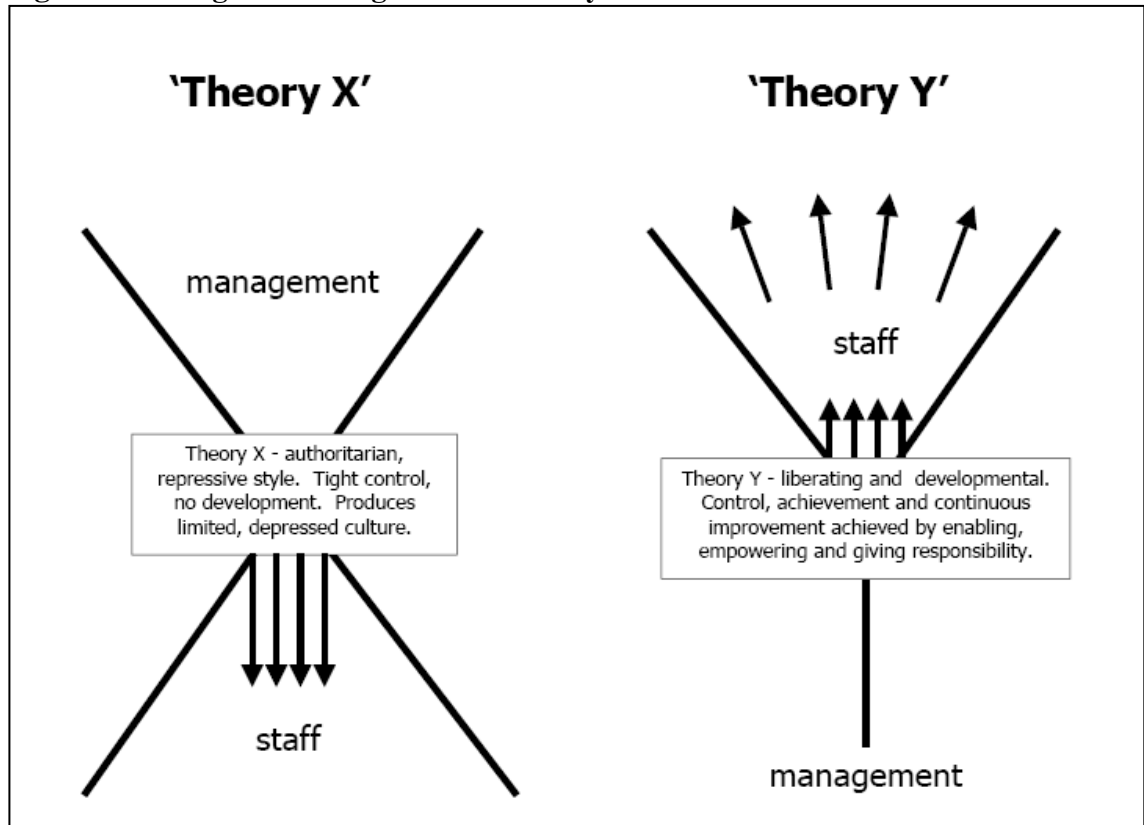 ‘Theory X’
management
Theory X - authoritarian,
repressive style. Tight control,
no development. Produces
limited, depressed culture.
staff
‘Theory Y’
staff
Theory Y - liberating and developmental.
Control, achievement and continuous
improvement achieved by enabling,
empowering and giving responsibility.
management